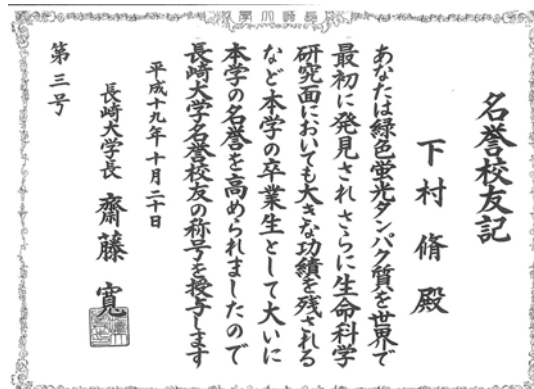 名誉校友記
下村脩殿
あなたは緑色蛍光タンパク質を世界で
最初に発見されさらに生命科学
研究面においても大きな功績を残される
など本学の卒業生として大いに
本学の名誉を高められましたので
長崎大学名誉校友の称号を授与します
平成十九年十月二十日
長崎大学長 齋藤寛
第三号